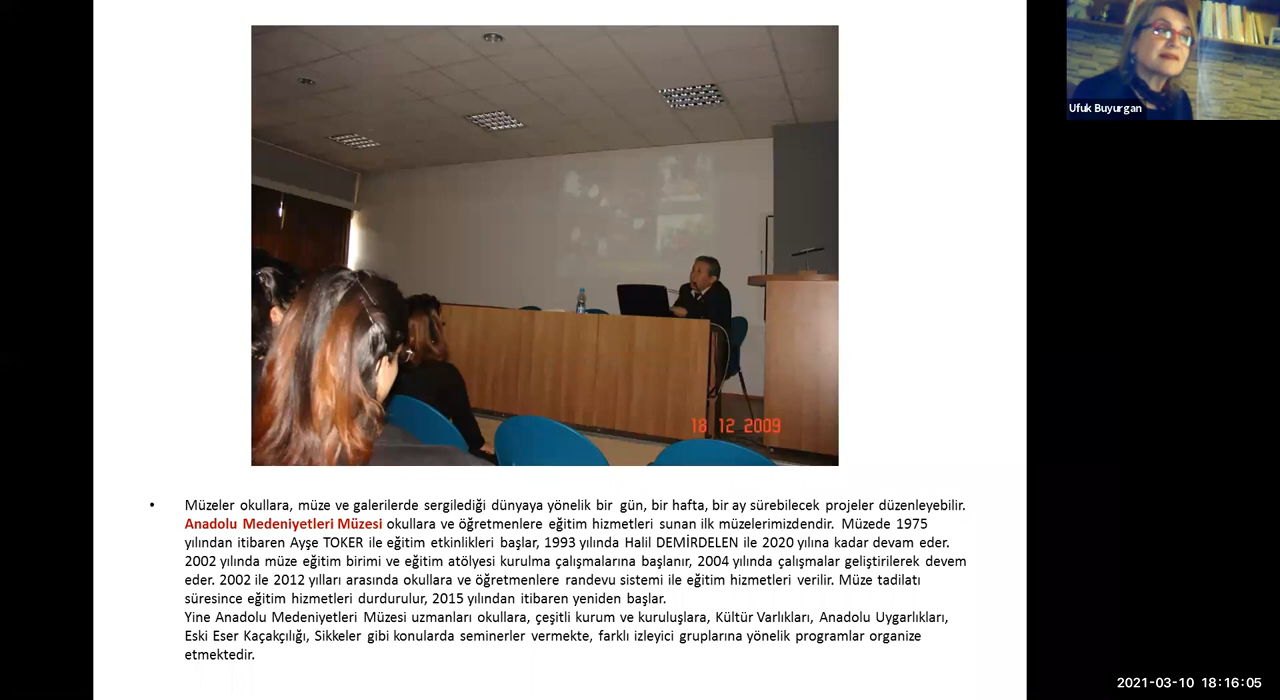 Ufuk Buyurgan
18 12 2009
• Müzeler okullara, müze ve galerilerde sergilediği dünyaya yönelik bir gün, bir hafta, bir ay sürebilecek projeler düzenleyebilir.
Anadolu Medeniyetleri Müzesi okullara ve öğretmenlere eğitim hizmetleri sunan ilk müzelerimizdendir. Müzede 1975
yılından itibaren Ayşe TOKER ile eğitim etkinlikleri başlar, 1993 yılında Halil DEMİRDELEN ile 2020 yılına kadar devam eder.
2002 yılında müze eğitim birimi ve eğitim atölyesi kurulma çalışmalarına başlanır, 2004 yılında çalışmalar geliştirilerek devem
eder. 2002 ile 2012 yılları arasında okullara ve öğretmenlere randevu sistemi ile eğitim hizmetleri verilir. Müze tadilatı
süresince eğitim hizmetleri durdurulur, 2015 yılından itibaren yeniden başlar.
Yine Anadolu Medeniyetleri Müzesi uzmanları okullara, çeşitli kurum ve kuruluşlara, Kültür Varlıkları, Anadolu Uygarlıkları,
Eski Eser Kaçakçılığı, Sikkeler gibi konularda seminerler vermekte, farklı izleyici gruplarına yönelik programlar organize
etmektedir.
2021-03-10 18:16:05